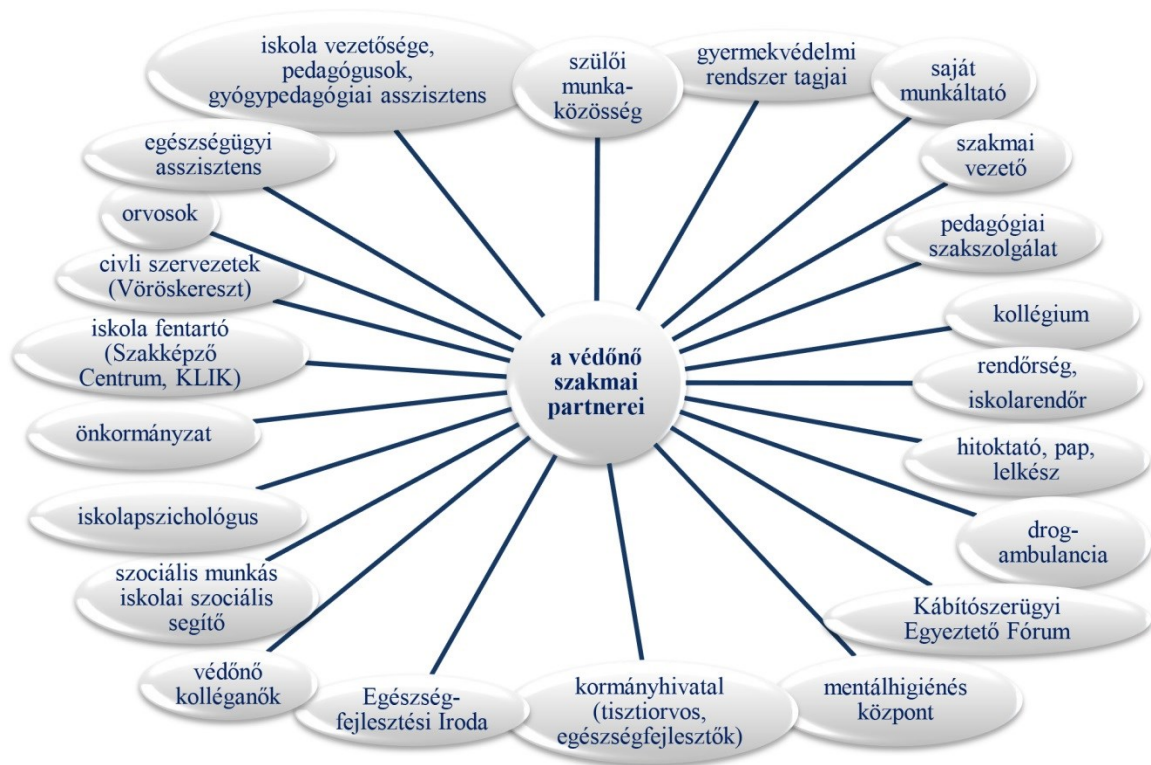 iskola vezetősége,
pedagógusok,
gyógypedagógiai asszisztens
szülői
munka-
közösség
gyermekvédelmi
rendszer tagjai
saját
munkáltató
szakmai
vezető
pedagógiai
szakszolgálat
kollégium
rendőrség,
iskolarendőr
hitoktató, pap,
lelkész
drog-
ambulancia
Kábítószerügyi
Egyeztető Fórum
mentálhigiénés
központ
kormányhivatal
(tisztiorvos,
egészségfejlesztők)
Egészség-
fejlesztési Iroda
védőnő
kolléganők
szociális munkás
iskolai szociális
segítő
iskolapszichológus
önkormányzat
iskola fentartó
(Szakképző
Centrum, KLIK)
civli szervezetek
(Vöröskereszt)
orvosok
egészségügyi
asszisztens
a védőnő
szakmai
partnerei